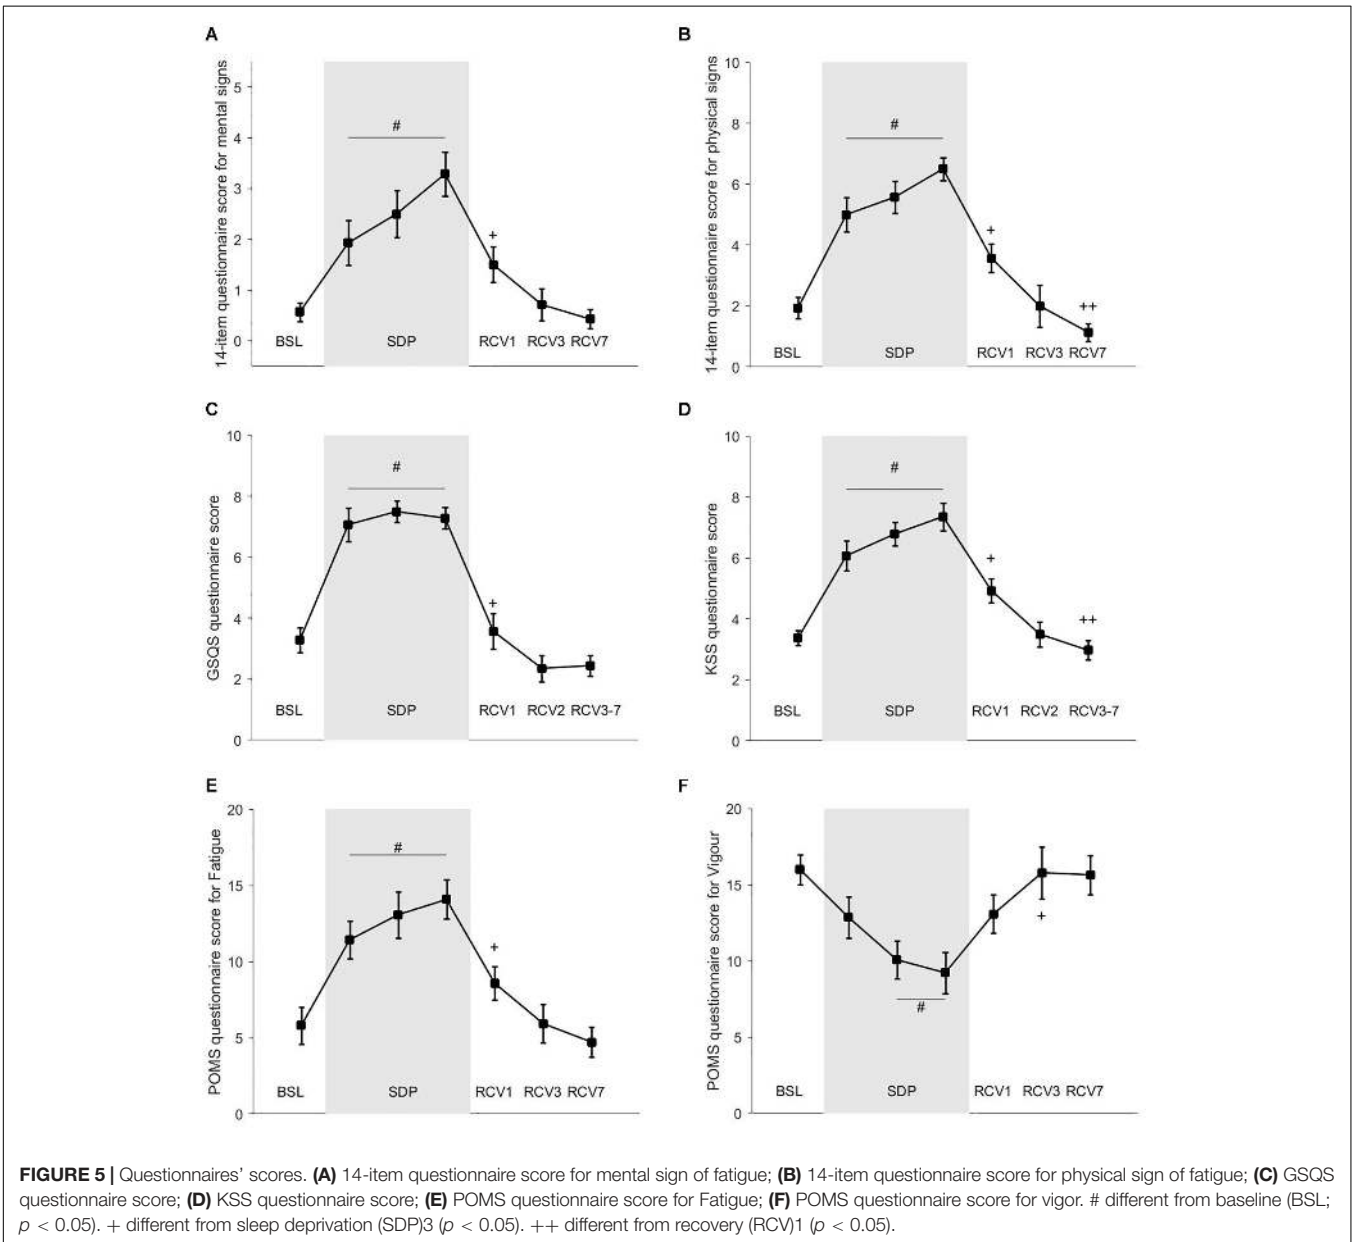 A
14-item questionnaire score for mental signs
5
4
3
2
1
0
#
+
BSL
SDP
RCV1 RCV3 RCV7
B
14-item questionnaire score for physical signs
10
8
6
4
2
0
#
+
++
BSL
SDP
RCV1 RCV3 RCV7
C
GSQS questionnaire score
10
8
6
4
2
0
#
+
BSL
SDP
RCV1 RCV2 RCV3-7
D
KSS questionnaire score
10
8
6
4
2
0
#
+
++
BSL
SDP
RCV1 RCV2 RCV3-7
E
POMS questionnaire score for Fatigue
20
15
10
5
0
#
+
BSL
SDP
RCV1 RCV3 RCV7
F
POMS questionnaire score for Vigour
20
15
10
5
0
#
+
BSL
SDP
RCV1 RCV3 RCV7
FIGURE 5 | Questionnaires' scores. (A) 14-item questionnaire score for mental sign of fatigue; (B) 14-item questionnaire score for physical sign of fatigue; (C) GSQS
questionnaire score; (D) KSS questionnaire score; (E) POMS questionnaire score for Fatigue; (F) POMS questionnaire score for vigor. # different from baseline (BSL;
p < 0.05). + different from sleep deprivation (SDP)3 (p < 0.05). ++ different from recovery (RCV)1 (p < 0.05).